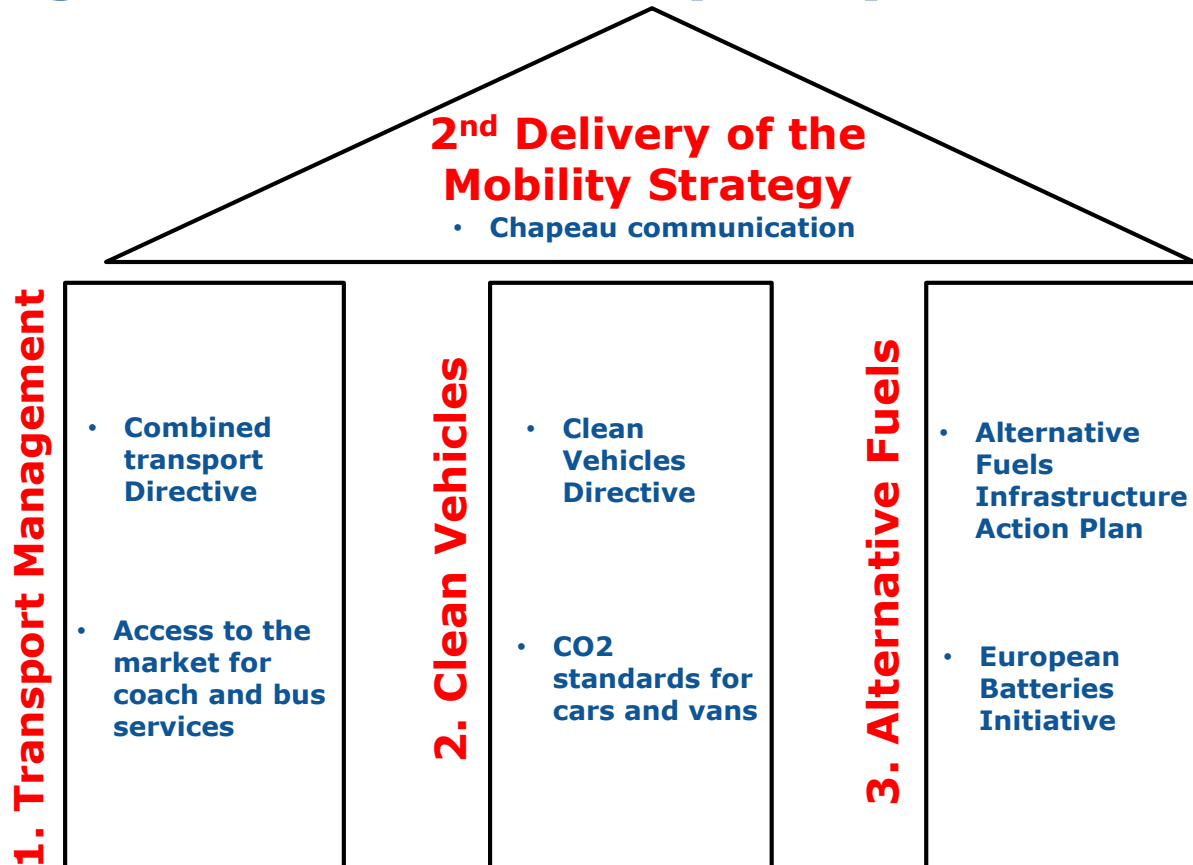 2nd Delivery of the
Mobility Strategy
• Chapeau communication
1. Transport Management
• Combined
transport
Directive
• Access to the
market for
coach and bus
services
2. Clean Vehicles
• Clean
Vehicles
Directive
• CO2
standards for
cars and vans
3. Alternative Fuels
• Alternative
Fuels
Infrastructure
Action Plan
• European
Batteries
Initiative